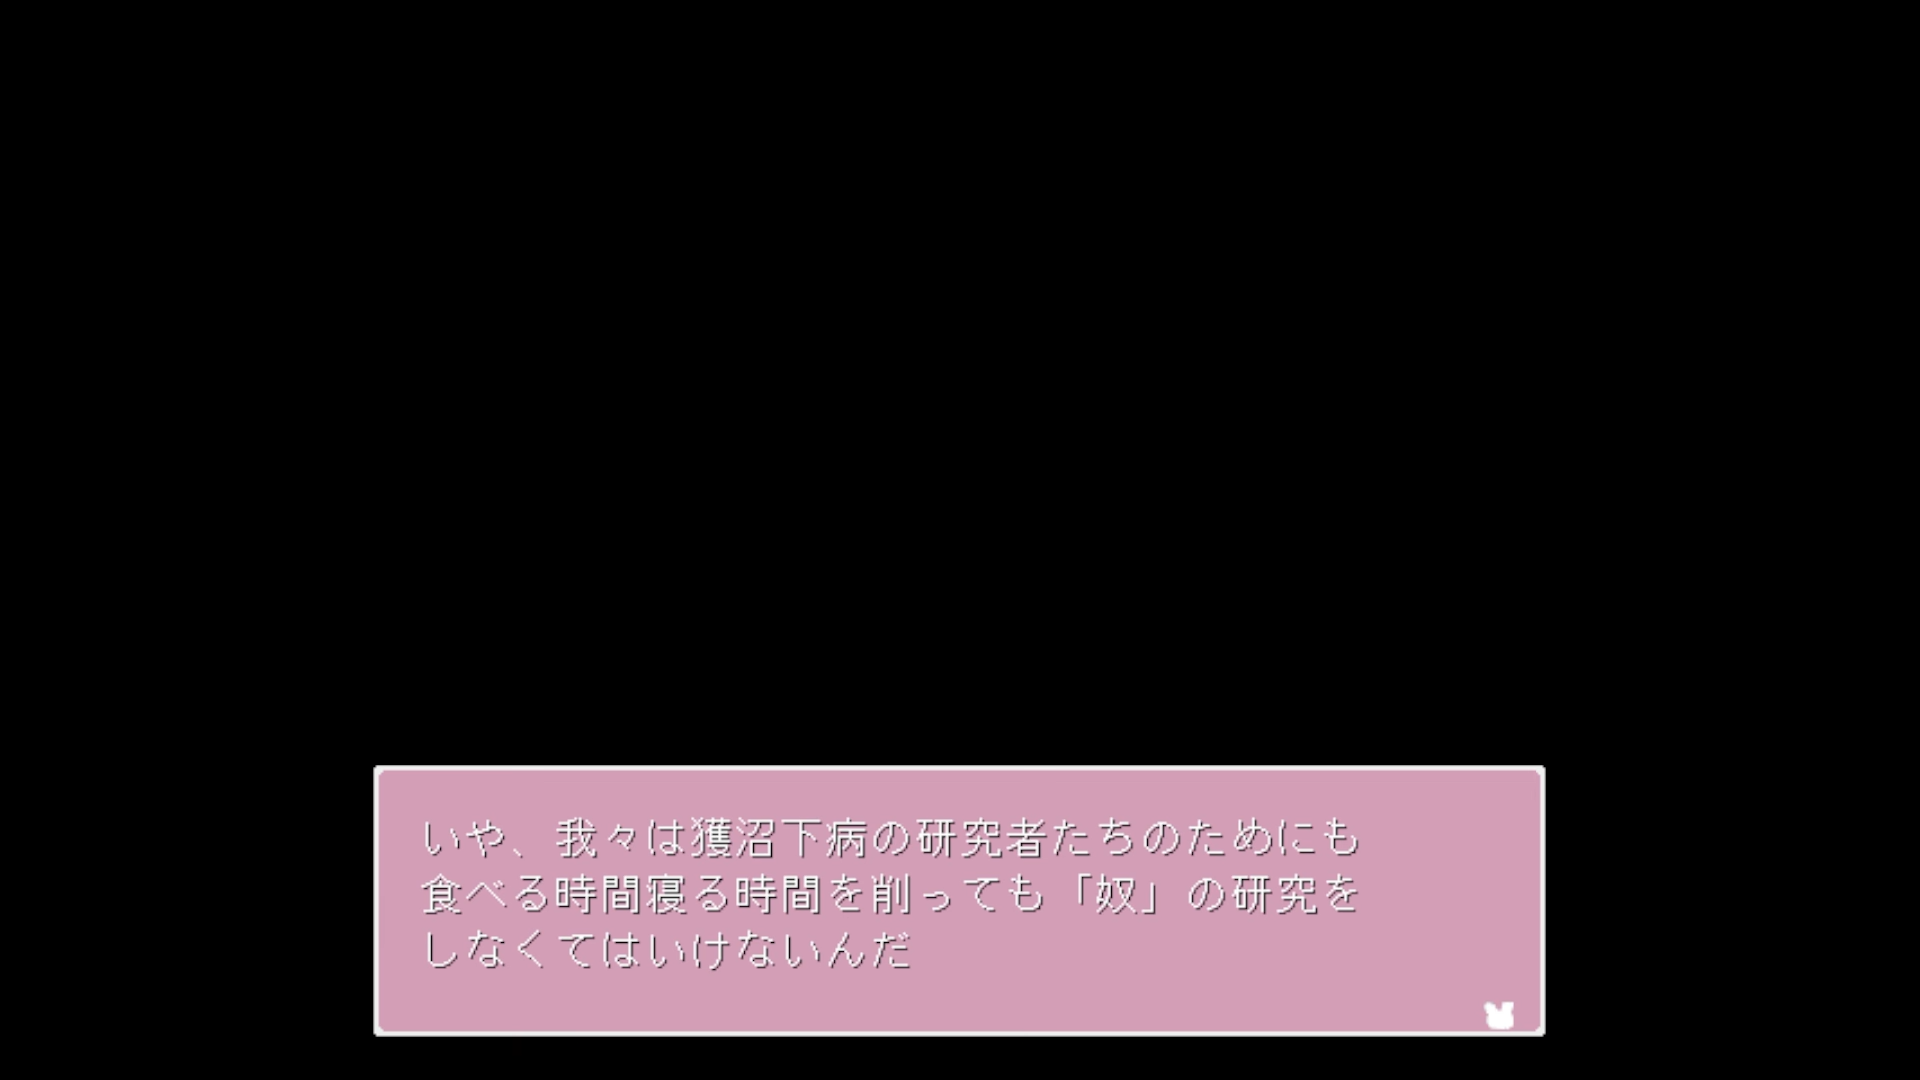 いや、我々は獲沼下病の研究者たちのためにも
食べる時間寝る時間を削っても「奴」の研究を
しなくてはいけないんだ